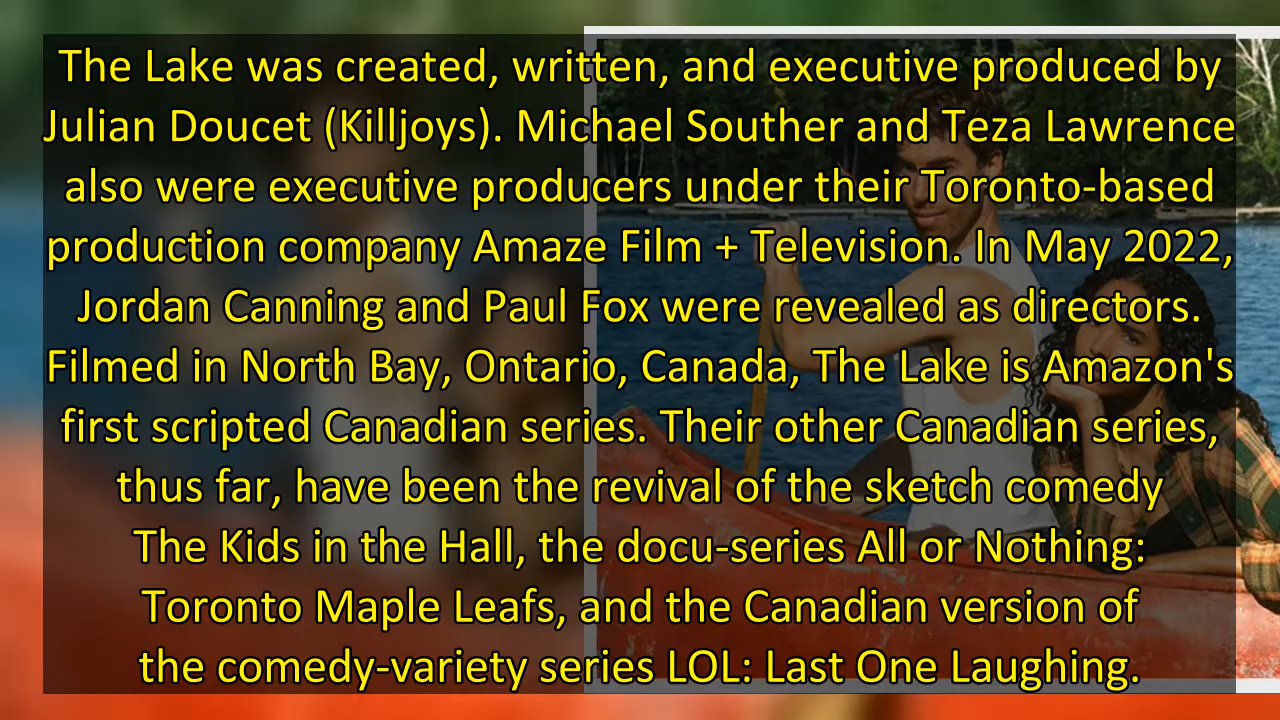 The Lake was created, written, and executive produced by
Julian Doucet (Killjoys). Michael Souther and Teza Lawrence
also were executive producers under their Toronto-based
production company Amaze Film + Television. In May 2022,
Jordan Canning and Paul Fox were revealed as directors.
Filmed in North Bay, Ontario, Canada, The Lake is Amazon's
first scripted Canadian series. Their other Canadian series,
thus far, have been the revival of the sketch comedy
The Kids in the Hall, the docu-series All or Nothing:
Toronto Maple Leafs, and the Canadian version of
the comedy-variety series LOL: Last One Laughing.